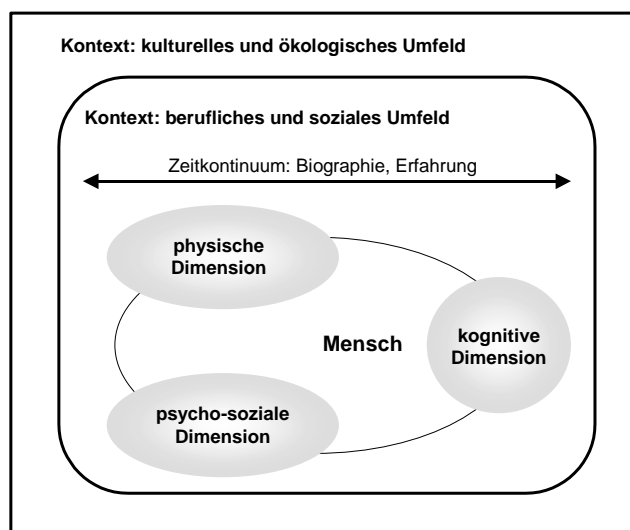 Kontext: kulturelles und ökologisches Umfeld
Kontext: berufliches und soziales Umfeld
Zeitkontinuum: Biographie, Erfahrung
physische
Dimension
Mensch
kognitive
Dimension
psycho-soziale
Dimension